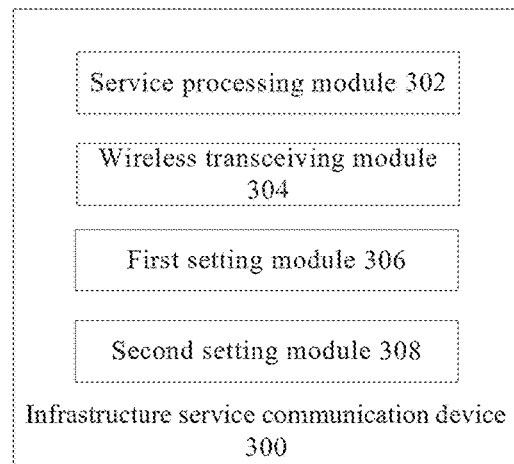 Service processing module 302
Wireless transceiving module
304
First setting module 306
Second setting module 308
Infrastructure service communication device
300